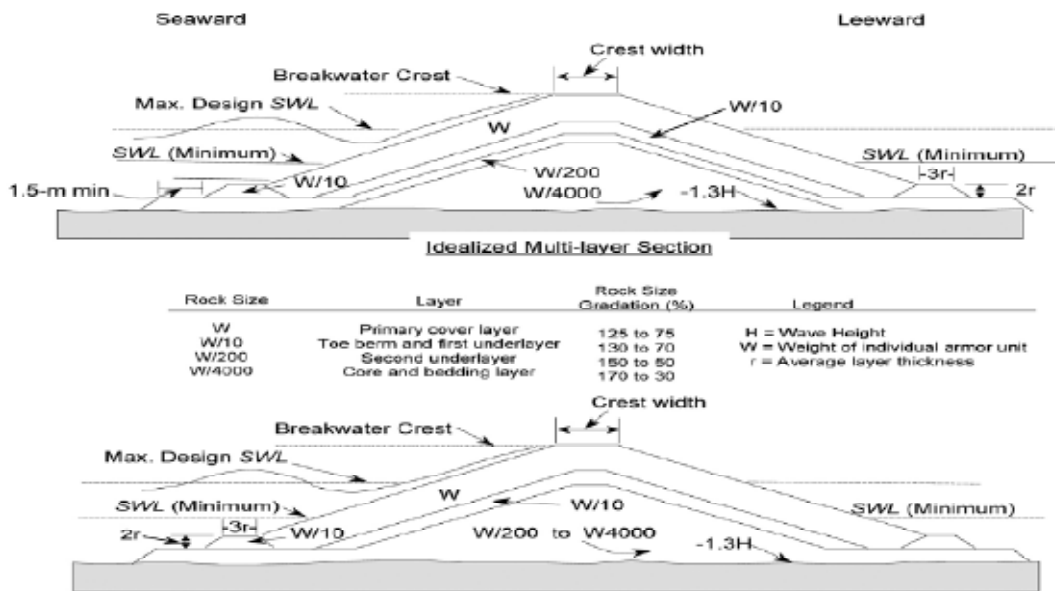 Seaward
Leeward
Crest width
Breakwater Crest
Max. Design SWL
W/10
W
SWL (Minimum)
SWL (Minimum)
W/10
W/200
1.5-m min
W/4000
-1.3H
-3r-
2r
Idealized Multi-layer Section
Rock Size Layer Rock Size Gradation (%) Legend
W Primary cover layer 125 to 75 H = Wave Height
W/10 Toe berm and first underlayer 130 to 70 W = Weight of individual armor unit
W/200 Second underlayer 150 to 50 r = Average layer thickness
W/4000 Core and bedding layer 170 to 30
Crest width
Breakwater Crest
Max. Design SWL
W
SWL (Minimum)
W/10
SWL (Minimum)
-3r-
2r
W/10
W/200 to W4000
-1.3H